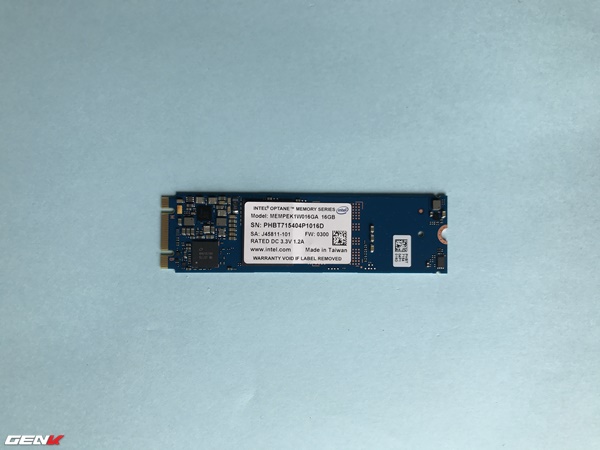 INTEL® OPTANE™ MEMORY SERIES
Model: MEMPEK1W016GA 16GB
SN: PHBT715404P1016D
SA: J45811-101 FW: 0300
RATED DC 3.3V 1.2A
www.intel.com Made in Taiwan
WARRANTY VOID IF LABEL REMOVED
intel
GENK